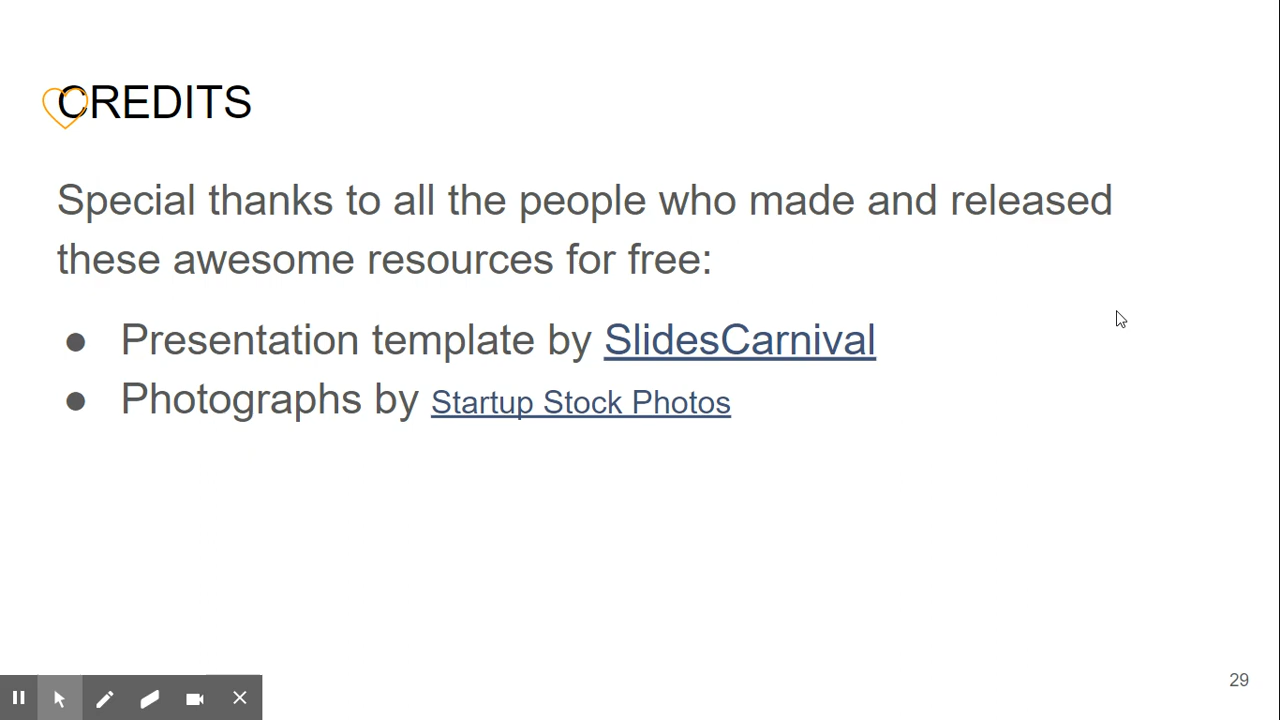 CREDITS
Special thanks to all the people who made and released
these awesome resources for free:
● Presentation template by SlidesCarnival
● Photographs by Startup Stock Photos
29